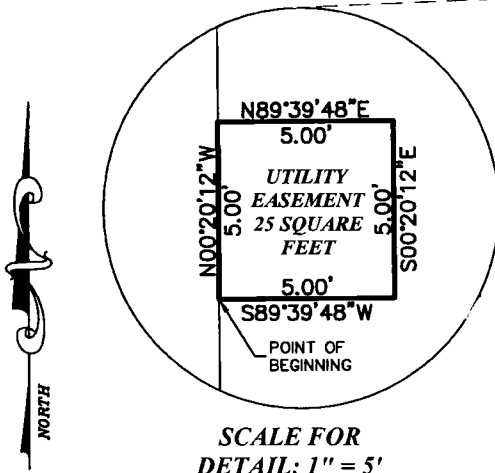 N89°39'48"E
5.00'
N00°20'12"W
5.00'
UTILITY
EASEMENT
25 SQUARE
FEET
5.00'
S00°20'12"E
5.00'
S89°39'48"W
POINT OF
BEGINNING
NORTH
SCALE FOR
DETAIL: 1" = 5'